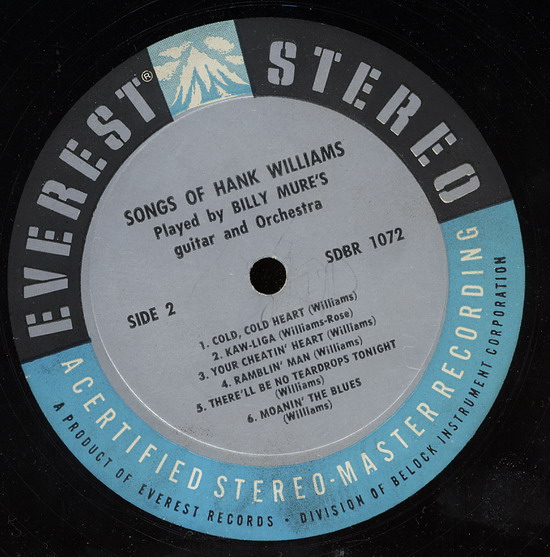 EVEREST® STEREO
SONGS OF HANK WILLIAMS
Played by BILLY MURE'S
guitar and Orchestra
SDBR 1072
SIDE 2
1. COLD, COLD HEART (Williams)
2. KAW-LIGA (Williams-Rose)
3. YOUR CHEATIN' HEART (Williams)
4. RAMBLIN' MAN (Williams)
5. THERE'LL BE NO TEARDROPS TONIGHT
(Williams)
6. MOANIN' THE BLUES
(Williams)
A CERTIFIED STEREO-MASTER RECORDING
A PRODUCT OF EVEREST RECORDS • DIVISION OF BELOCK INSTRUMENT CORPORATION